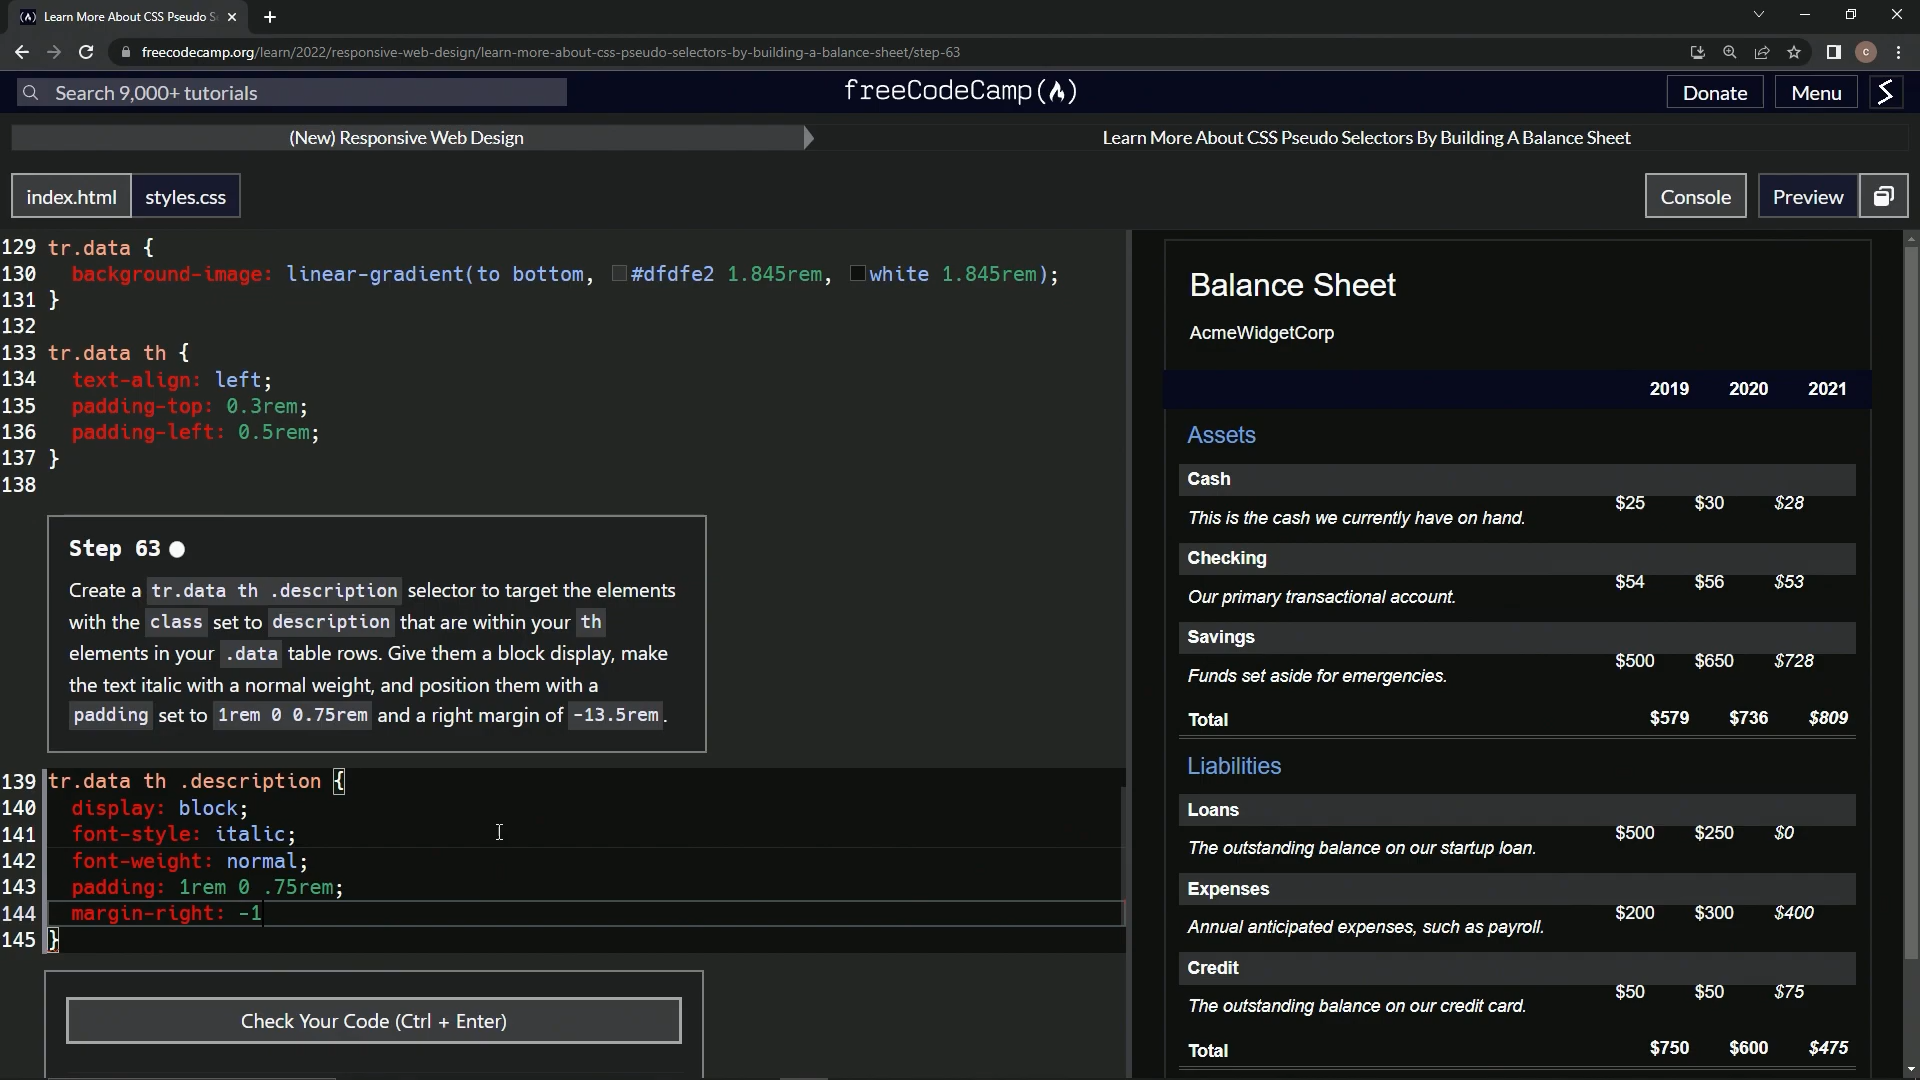 Learn More About CSS Pseudo S
freecodecamp.org/learn/2022/responsive-web-design/learn-more-about-css-pseudo-selectors-by-building-a-balance-sheet/step-63
C
Search 9,000+ tutorials
freeCodeCamp
Donate
Menu
(New) Responsive Web Design
Learn More About CSS Pseudo Selectors By Building A Balance Sheet
index.html
styles.css
Console
Preview
129 tr.data {
130   background-image: linear-gradient(to bottom, #dfdfe2 1.845rem, white 1.845rem);
131 }
132
133 tr.data th {
134   text-align: left;
135   padding-top: 0.3rem;
136   padding-left: 0.5rem;
137 }
138
Step 63
Create a tr.data th .description selector to target the elements
with the class set to description that are within your th
elements in your .data table rows. Give them a block display, make
the text italic with a normal weight, and position them with a
padding set to 1rem 0 0.75rem and a right margin of -13.5rem.
139 tr.data th .description {
140   display: block;
141   font-style: italic;
142   font-weight: normal;
143   padding: 1rem 0 .75rem;
144   margin-right: -1
145 }
Check Your Code (Ctrl + Enter)
Balance Sheet
AcmeWidgetCorp
2019 2020 2021
Assets
Cash
$25 $30 $28
This is the cash we currently have on hand.
Checking
$54 $56 $53
Our primary transactional account.
Savings
$500 $650 $728
Funds set aside for emergencies.
Total $579 $736 $809
Liabilities
Loans
$500 $250 $0
The outstanding balance on our startup loan.
Expenses
$200 $300 $400
Annual anticipated expenses, such as payroll.
Credit
$50 $50 $75
The outstanding balance on our credit card.
Total $750 $600 $475